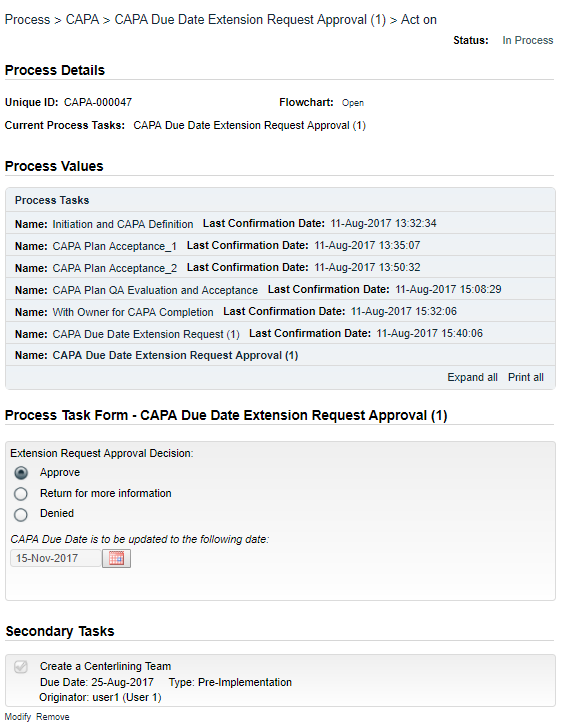 Process > CAPA > CAPA Due Date Extension Request Approval (1) > Act on
Status: In Process
Process Details
Unique ID: CAPA-000047 Flowchart: Open
Current Process Tasks: CAPA Due Date Extension Request Approval (1)
Process Values
Process Tasks
Name: Initiation and CAPA Definition Last Confirmation Date: 11-Aug-2017 13:32:34
Name: CAPA Plan Acceptance_1 Last Confirmation Date: 11-Aug-2017 13:35:07
Name: CAPA Plan Acceptance_2 Last Confirmation Date: 11-Aug-2017 13:50:32
Name: CAPA Plan QA Evaluation and Acceptance Last Confirmation Date: 11-Aug-2017 15:08:29
Name: With Owner for CAPA Completion Last Confirmation Date: 11-Aug-2017 15:32:06
Name: CAPA Due Date Extension Request (1) Last Confirmation Date: 11-Aug-2017 15:40:06
Name: CAPA Due Date Extension Request Approval (1)
Expand all Print all
Process Task Form - CAPA Due Date Extension Request Approval (1)
Extension Request Approval Decision:
Approve
Return for more information
Denied
CAPA Due Date is to be updated to the following date:
15-Nov-2017
Secondary Tasks
Create a Centerlining Team
Due Date: 25-Aug-2017 Type: Pre-Implementation
Originator: user1 (User 1)
Modify Remove